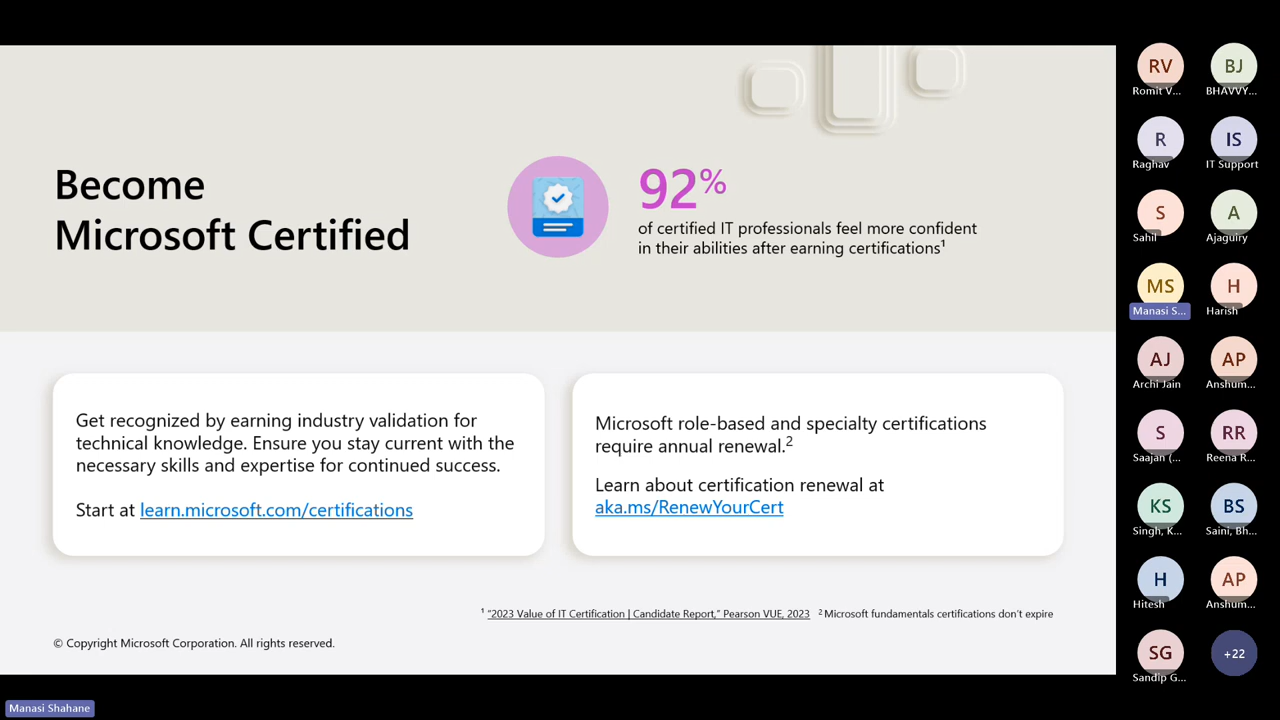 Become
Microsoft Certified
92%
of certified IT professionals feel more confident
in their abilities after earning certifications¹
Get recognized by earning industry validation for
technical knowledge. Ensure you stay current with the
necessary skills and expertise for continued success.
Start at learn.microsoft.com/certifications
Microsoft role-based and specialty certifications
require annual renewal.²
Learn about certification renewal at
aka.ms/RenewYourCert
¹ "2023 Value of IT Certification | Candidate Report," Pearson VUE, 2023 ² Microsoft fundamentals certifications don't expire
© Copyright Microsoft Corporation. All rights reserved.
RV BJ
Romit V... BHAVVY...
R IS
Raghav IT Support
S A
Sahil Ajaguiry
MS H
Manasi S... Harish
AJ AP
Archi Jain Anshum...
S RR
Saajan (... Reena R...
KS BS
Singh, K... Saini, Bh...
H AP
Hitesh Anshum...
SG +22
Sandip G...
Manasi Shahane